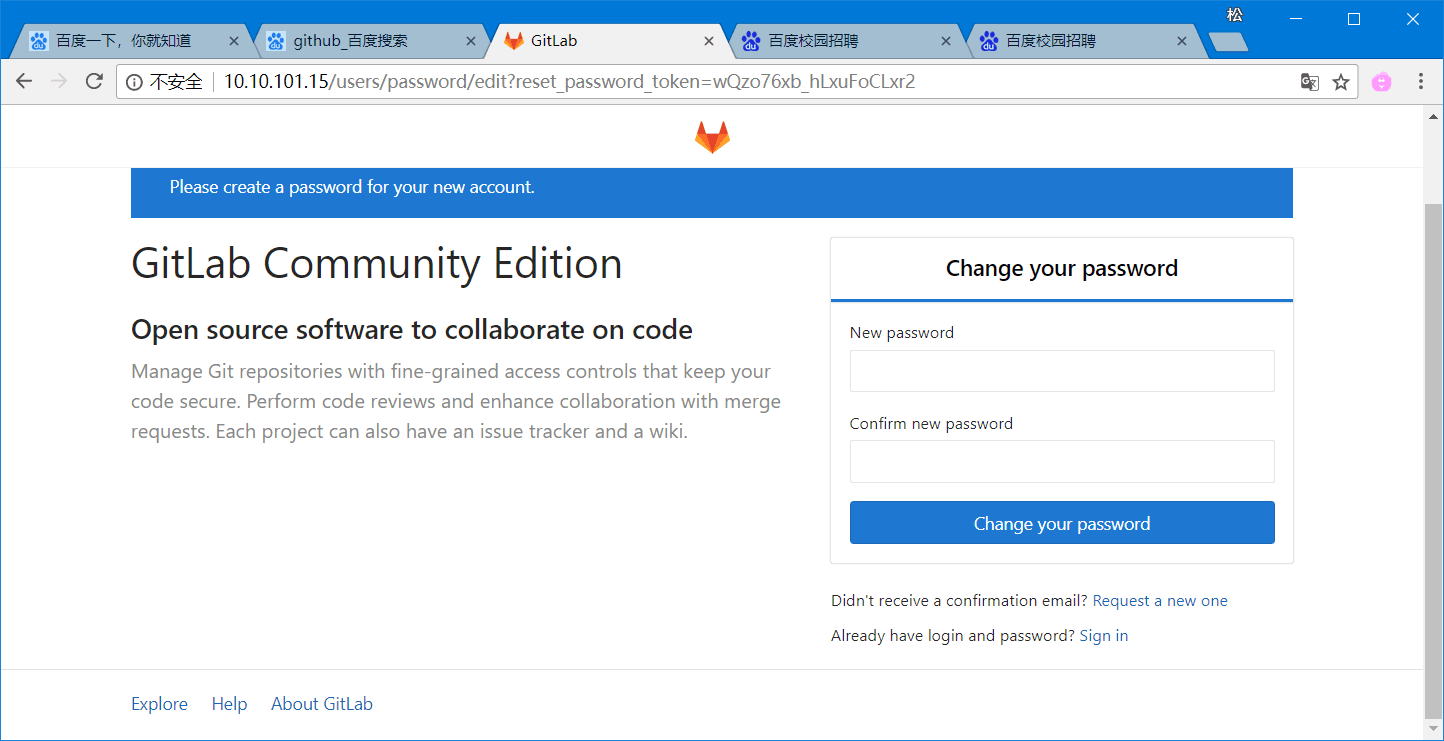 松
百度一下，你就知道
github_百度搜索
GitLab
百度校园招聘
百度校园招聘
不安全 10.10.101.15/users/password/edit?reset_password_token=wQzo76xb_hLxuFoCLxr2
Please create a password for your new account.
GitLab Community Edition
Open source software to collaborate on code
Manage Git repositories with fine-grained access controls that keep your
code secure. Perform code reviews and enhance collaboration with merge
requests. Each project can also have an issue tracker and a wiki.
Change your password
New password
Confirm new password
Change your password
Didn't receive a confirmation email? Request a new one
Already have login and password? Sign in
Explore Help About GitLab